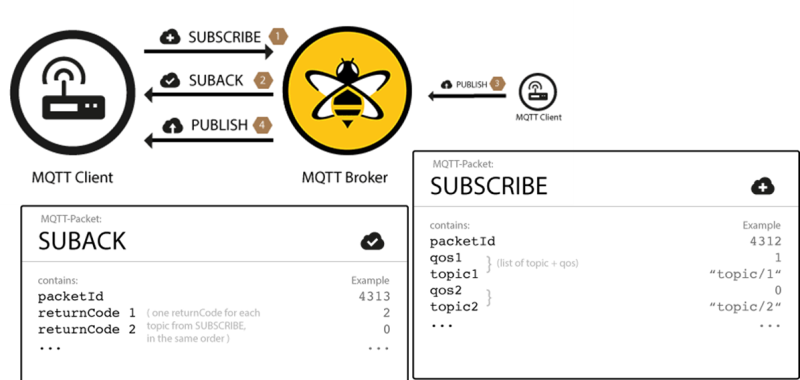 SUBSCRIBE 1
SUBACK 2
PUBLISH 4
PUBLISH 3
MQTT Client
MQTT Client
MQTT Broker
MQTT-Packet:
SUBSCRIBE
contains:
Example
packetId
4312
qos1
1
topic1
"topic/1"
(list of topic + qos)
qos2
0
topic2
"topic/2"
...
...
MQTT-Packet:
SUBACK
contains:
Example
packetId
4313
returnCode 1
2
returnCode 2
0
( one returnCode for each
topic from SUBSCRIBE,
in the same order )
...
...